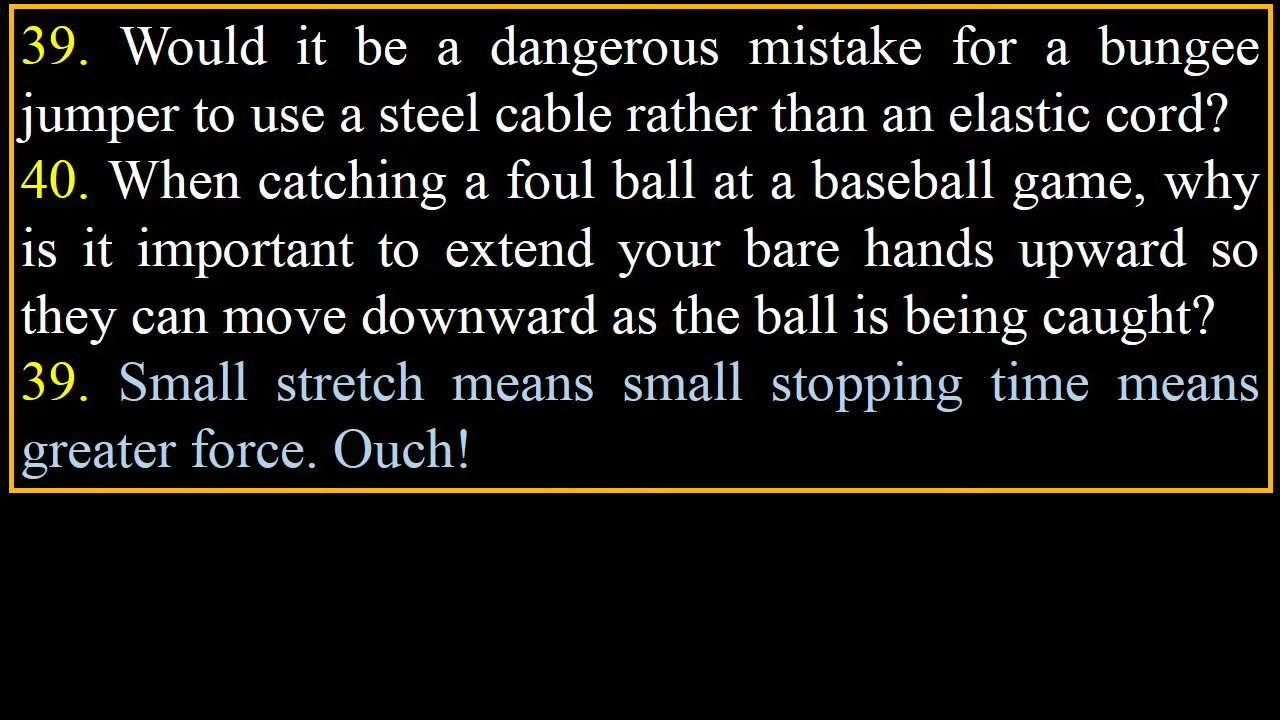 39. Would it be a dangerous mistake for a bungee
jumper to use a steel cable rather than an elastic cord?
40. When catching a foul ball at a baseball game, why
is it important to extend your bare hands upward so
they can move downward as the ball is being caught?
39. Small stretch means small stopping time means
greater force. Ouch!